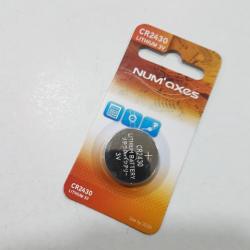 CR2430
LITHIUM 3V
NUM'AXES
+
CR2430
LITHIUM BATTERY
3V
CR2430
LITHIUM 3V